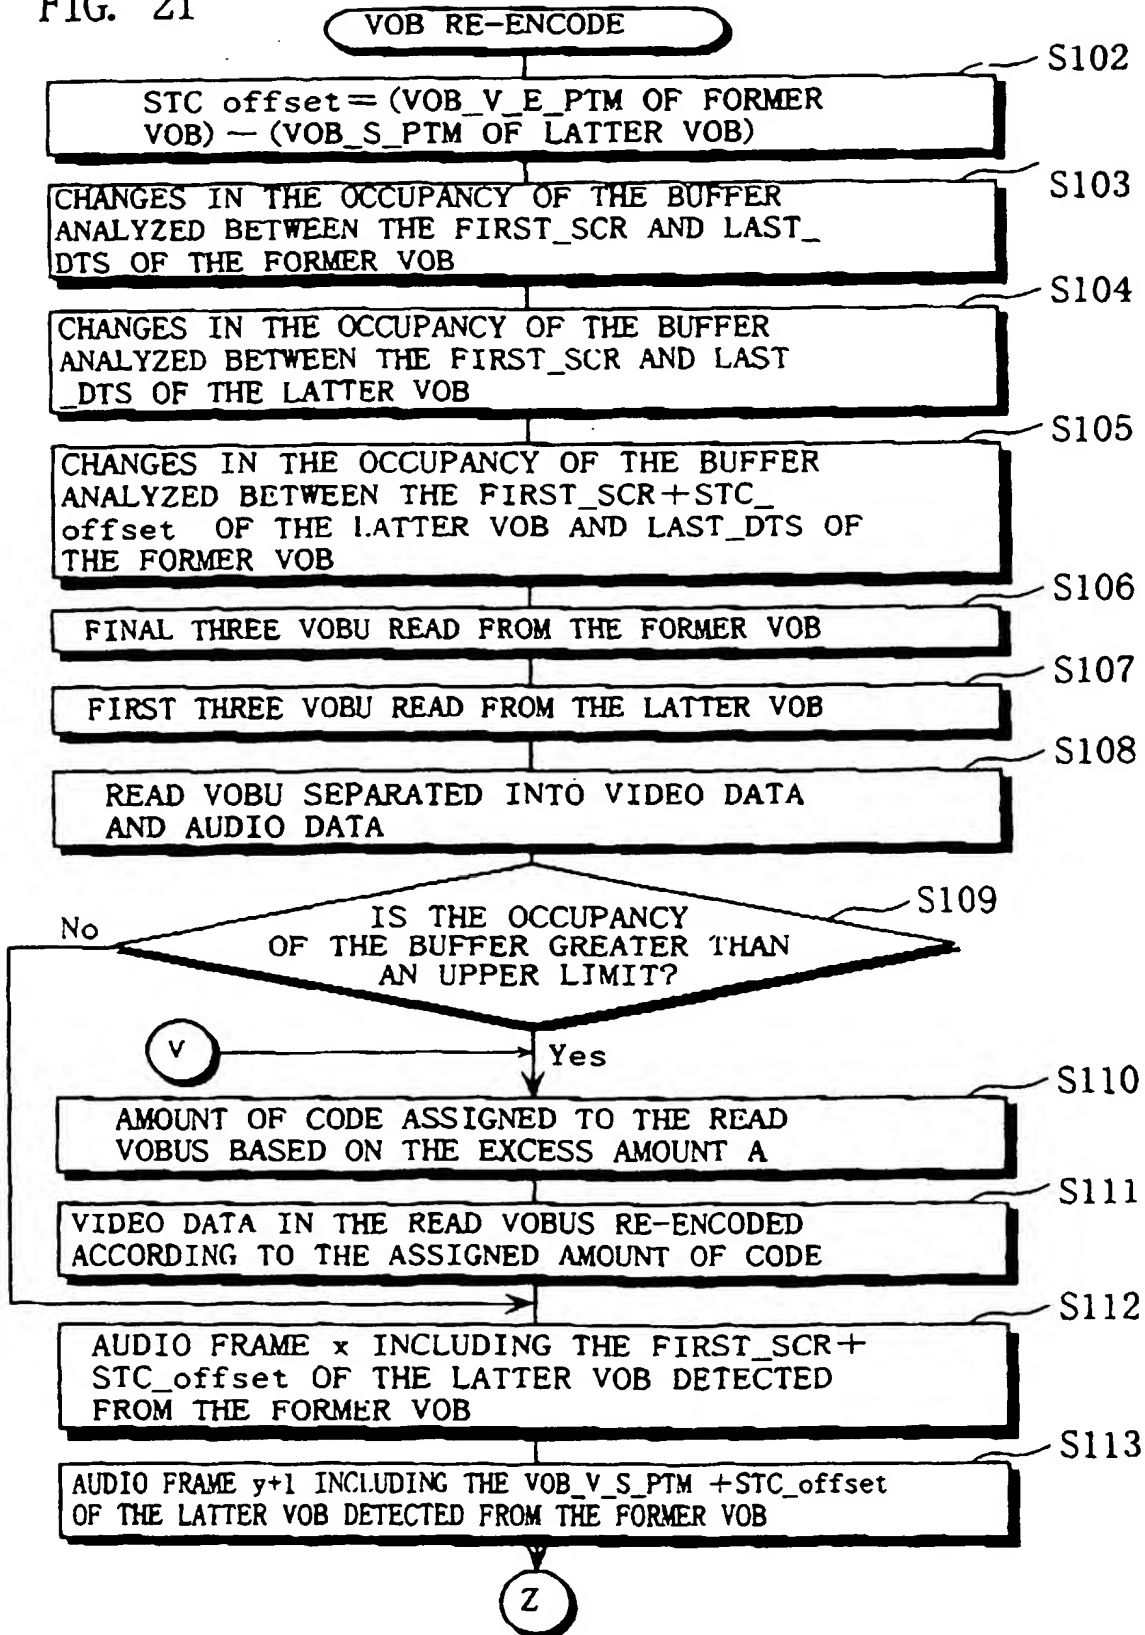 FIG. 21
VOB RE-ENCODE
S102
STC offset=(VOB_V_E_PTM OF FORMER
VOB)—(VOB_S_PTM OF LATTER VOB)
S103
CHANGES IN THE OCCUPANCY OF THE BUFFER
ANALYZED BETWEEN THE FIRST_SCR AND LAST_
DTS OF THE FORMER VOB
S104
CHANGES IN THE OCCUPANCY OF THE BUFFER
ANALYZED BETWEEN THE FIRST_SCR AND LAST
_DTS OF THE LATTER VOB
S105
CHANGES IN THE OCCUPANCY OF THE BUFFER
ANALYZED BETWEEN THE FIRST_SCR+STC_
offset OF THE LATTER VOB AND LAST_DTS OF
THE FORMER VOB
S106
FINAL THREE VOBU READ FROM THE FORMER VOB
S107
FIRST THREE VOBU READ FROM THE LATTER VOB
S108
READ VOBU SEPARATED INTO VIDEO DATA
AND AUDIO DATA
S109
No
IS THE OCCUPANCY
OF THE BUFFER GREATER THAN
AN UPPER LIMIT?
V
Yes
S110
AMOUNT OF CODE ASSIGNED TO THE READ
VOBUS BASED ON THE EXCESS AMOUNT A
S111
VIDEO DATA IN THE READ VOBUS RE-ENCODED
ACCORDING TO THE ASSIGNED AMOUNT OF CODE
S112
AUDIO FRAME x INCLUDING THE FIRST_SCR+
STC_offset OF THE LATTER VOB DETECTED
FROM THE FORMER VOB
S113
AUDIO FRAME y+1 INCLUDING THE VOB_V_S_PTM +STC_offset
OF THE LATTER VOB DETECTED FROM THE FORMER VOB
Z